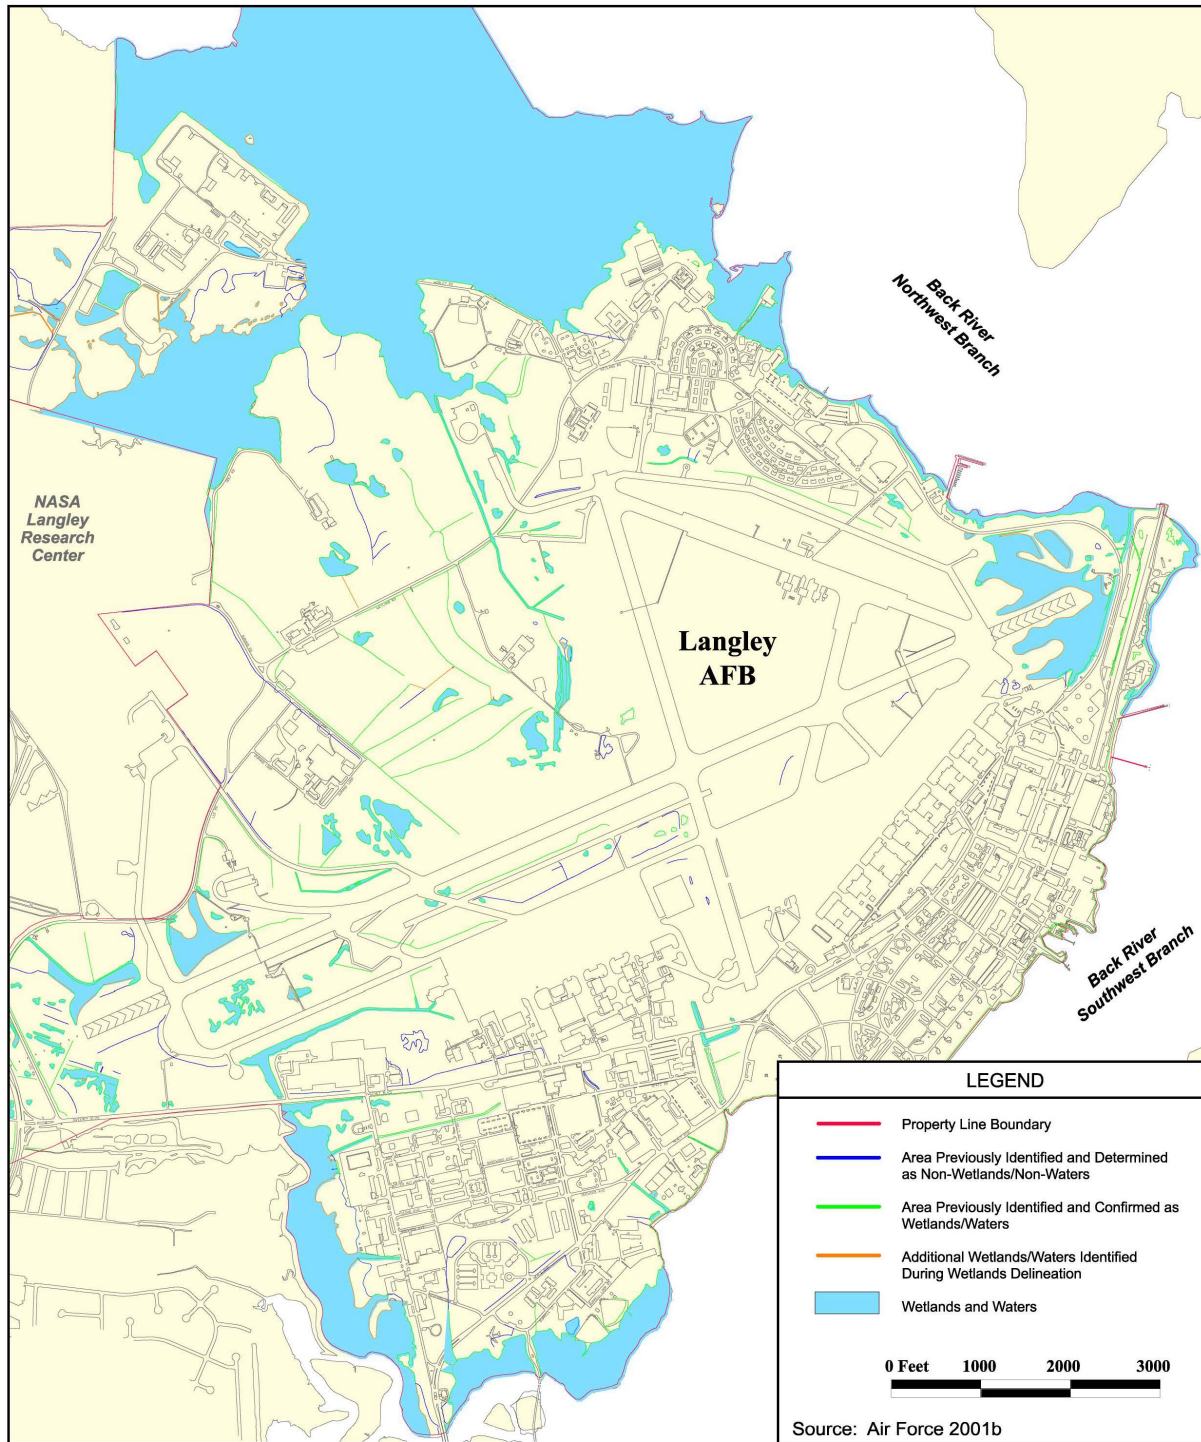 Back River
Northwest Branch
NASA
Langley
Research
Center
Langley
AFB
Back River
Southwest Branch
LEGEND
Property Line Boundary
Area Previously Identified and Determined
as Non-Wetlands/Non-Waters
Area Previously Identified and Confirmed as
Wetlands/Waters
Additional Wetlands/Waters Identified
During Wetlands Delineation
Wetlands and Waters
0 Feet 1000 2000 3000
Source: Air Force 2001b